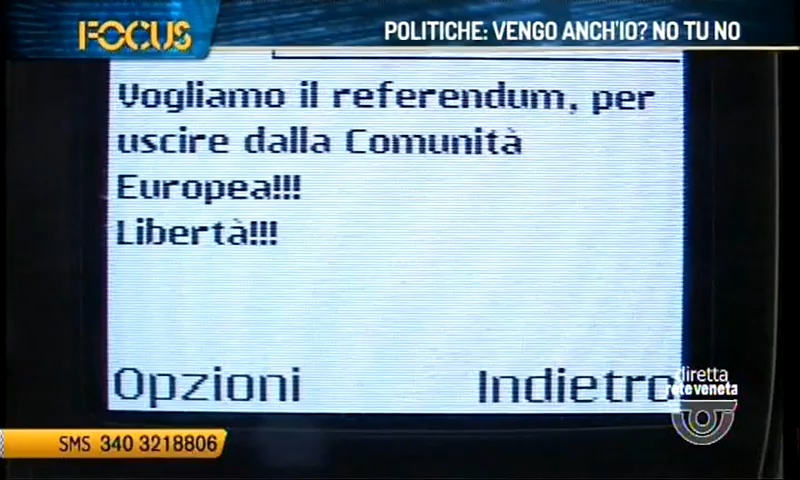 FOCUS
POLITICHE: VENGO ANCH'IO? NO TU NO
Vogliamo il referendum, per
uscire dalla Comunità
Europea!!!
Libertà!!!
Opzioni Indietro
diretta
reteveneta
SMS 340 3218806